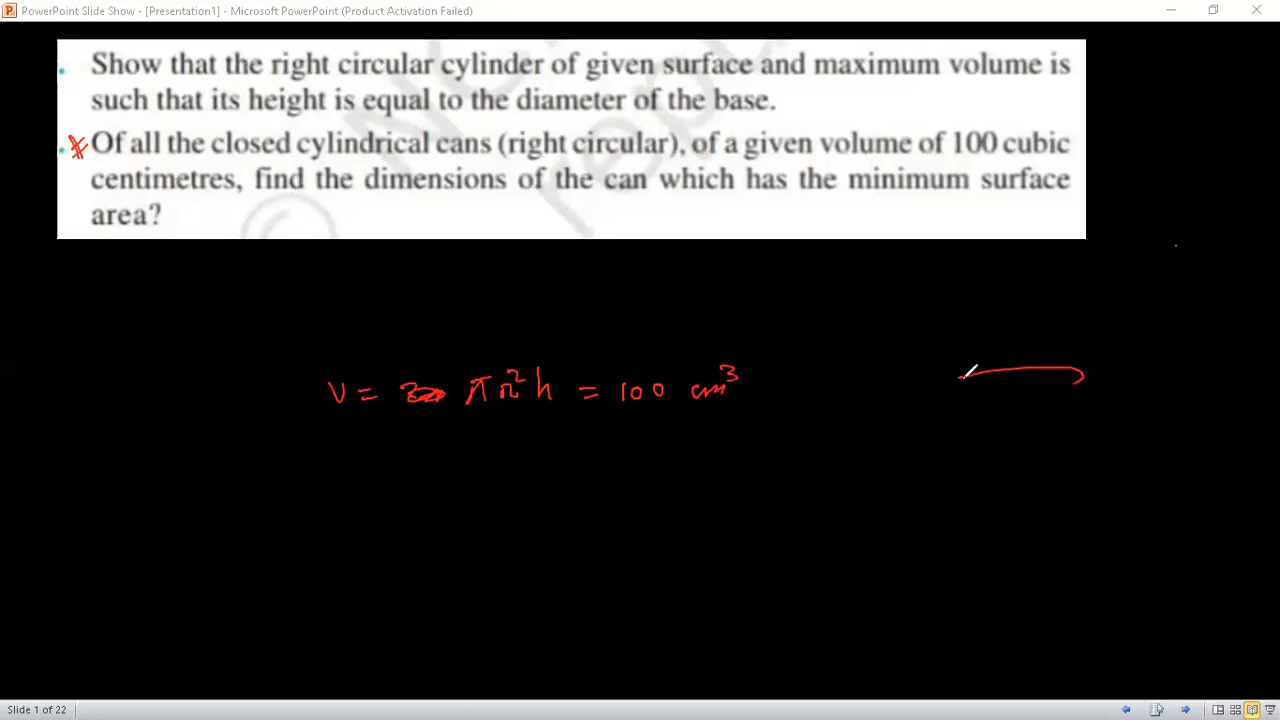 PowerPoint Slide Show - [Presentation1] - Microsoft PowerPoint (Product Activation Failed)
Show that the right circular cylinder of given surface and maximum volume is
such that its height is equal to the diameter of the base.
Of all the closed cylindrical cans (right circular), of a given volume of 100 cubic
centimetres, find the dimensions of the can which has the minimum surface
area?
V = πr²h = 100 cm³
Slide 1 of 22